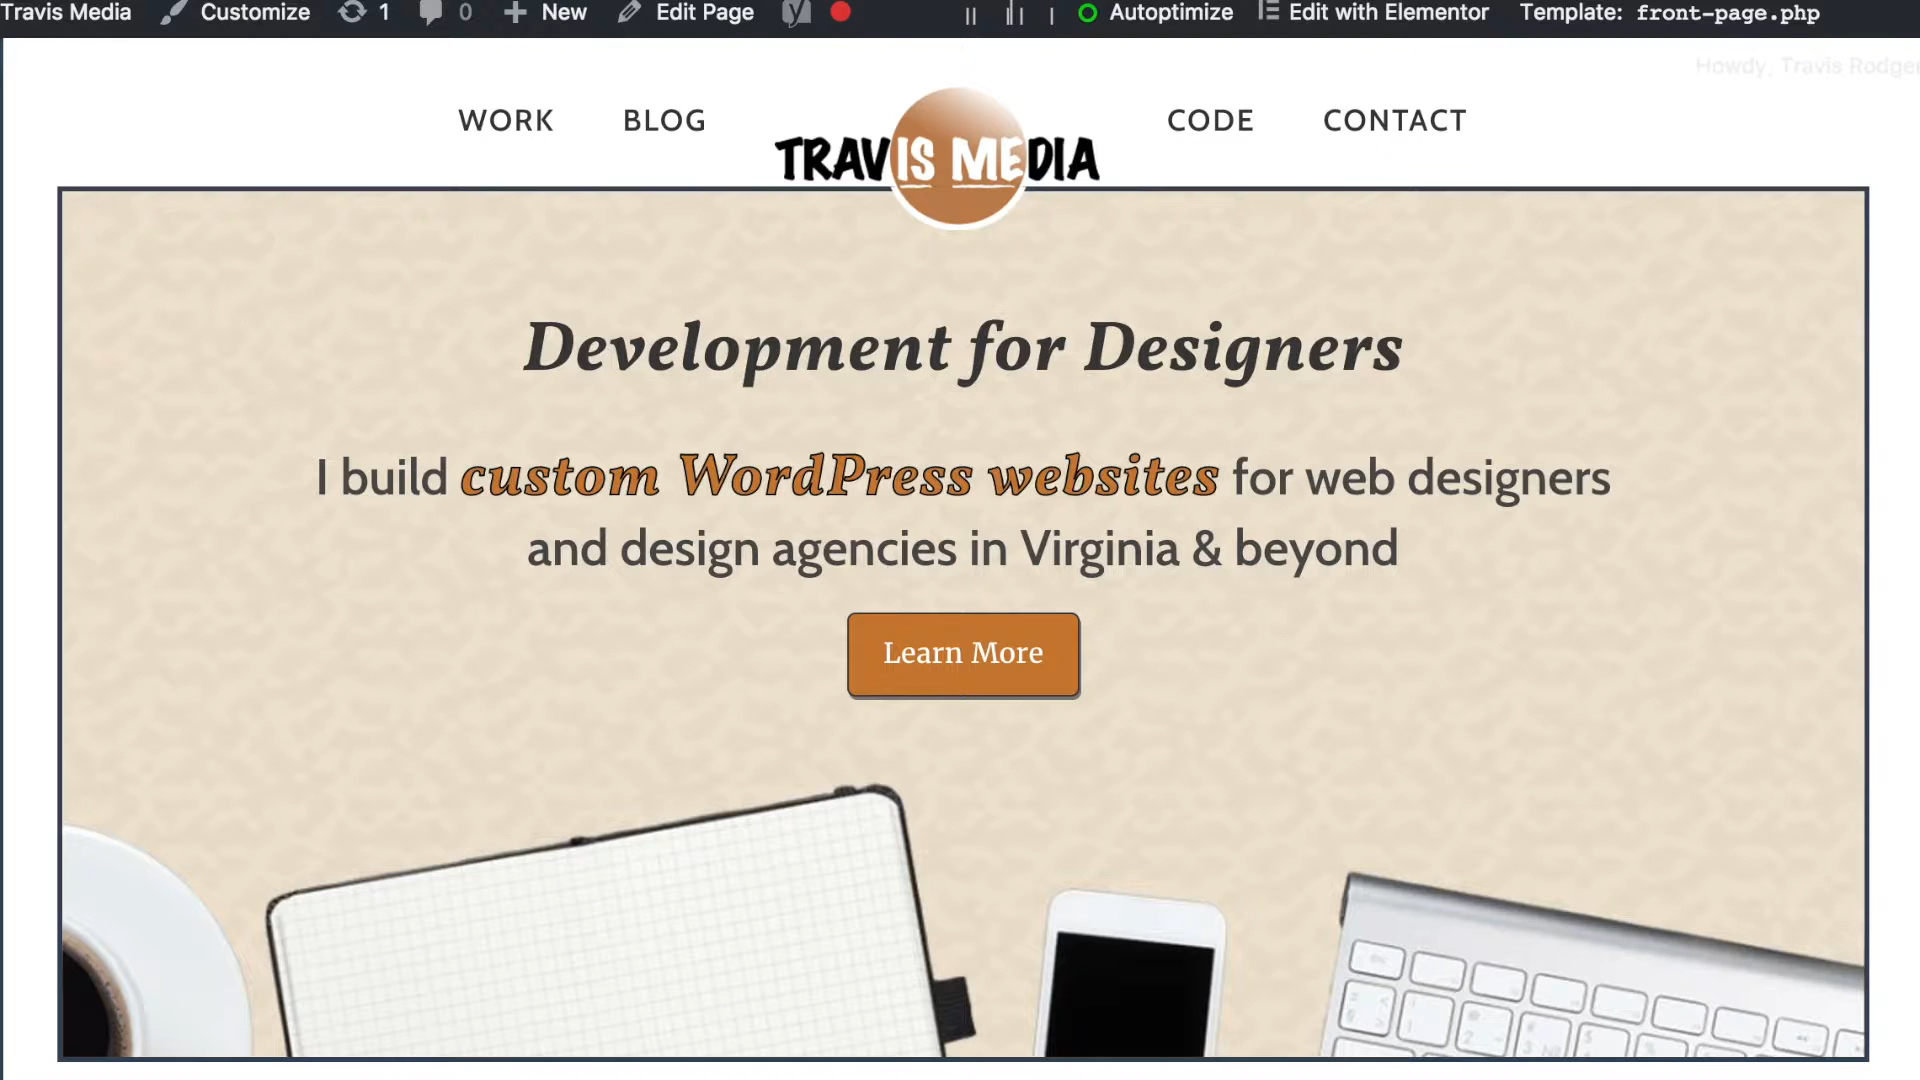 Travis Media Customize 1 0 New Edit Page Autoptimize Edit with Elementor Template: front-page.php
Howdy, Travis Rodge
WORK BLOG TRAVIS MEDIA CODE CONTACT
Development for Designers
I build custom WordPress websites for web designers
and design agencies in Virginia & beyond
Learn More